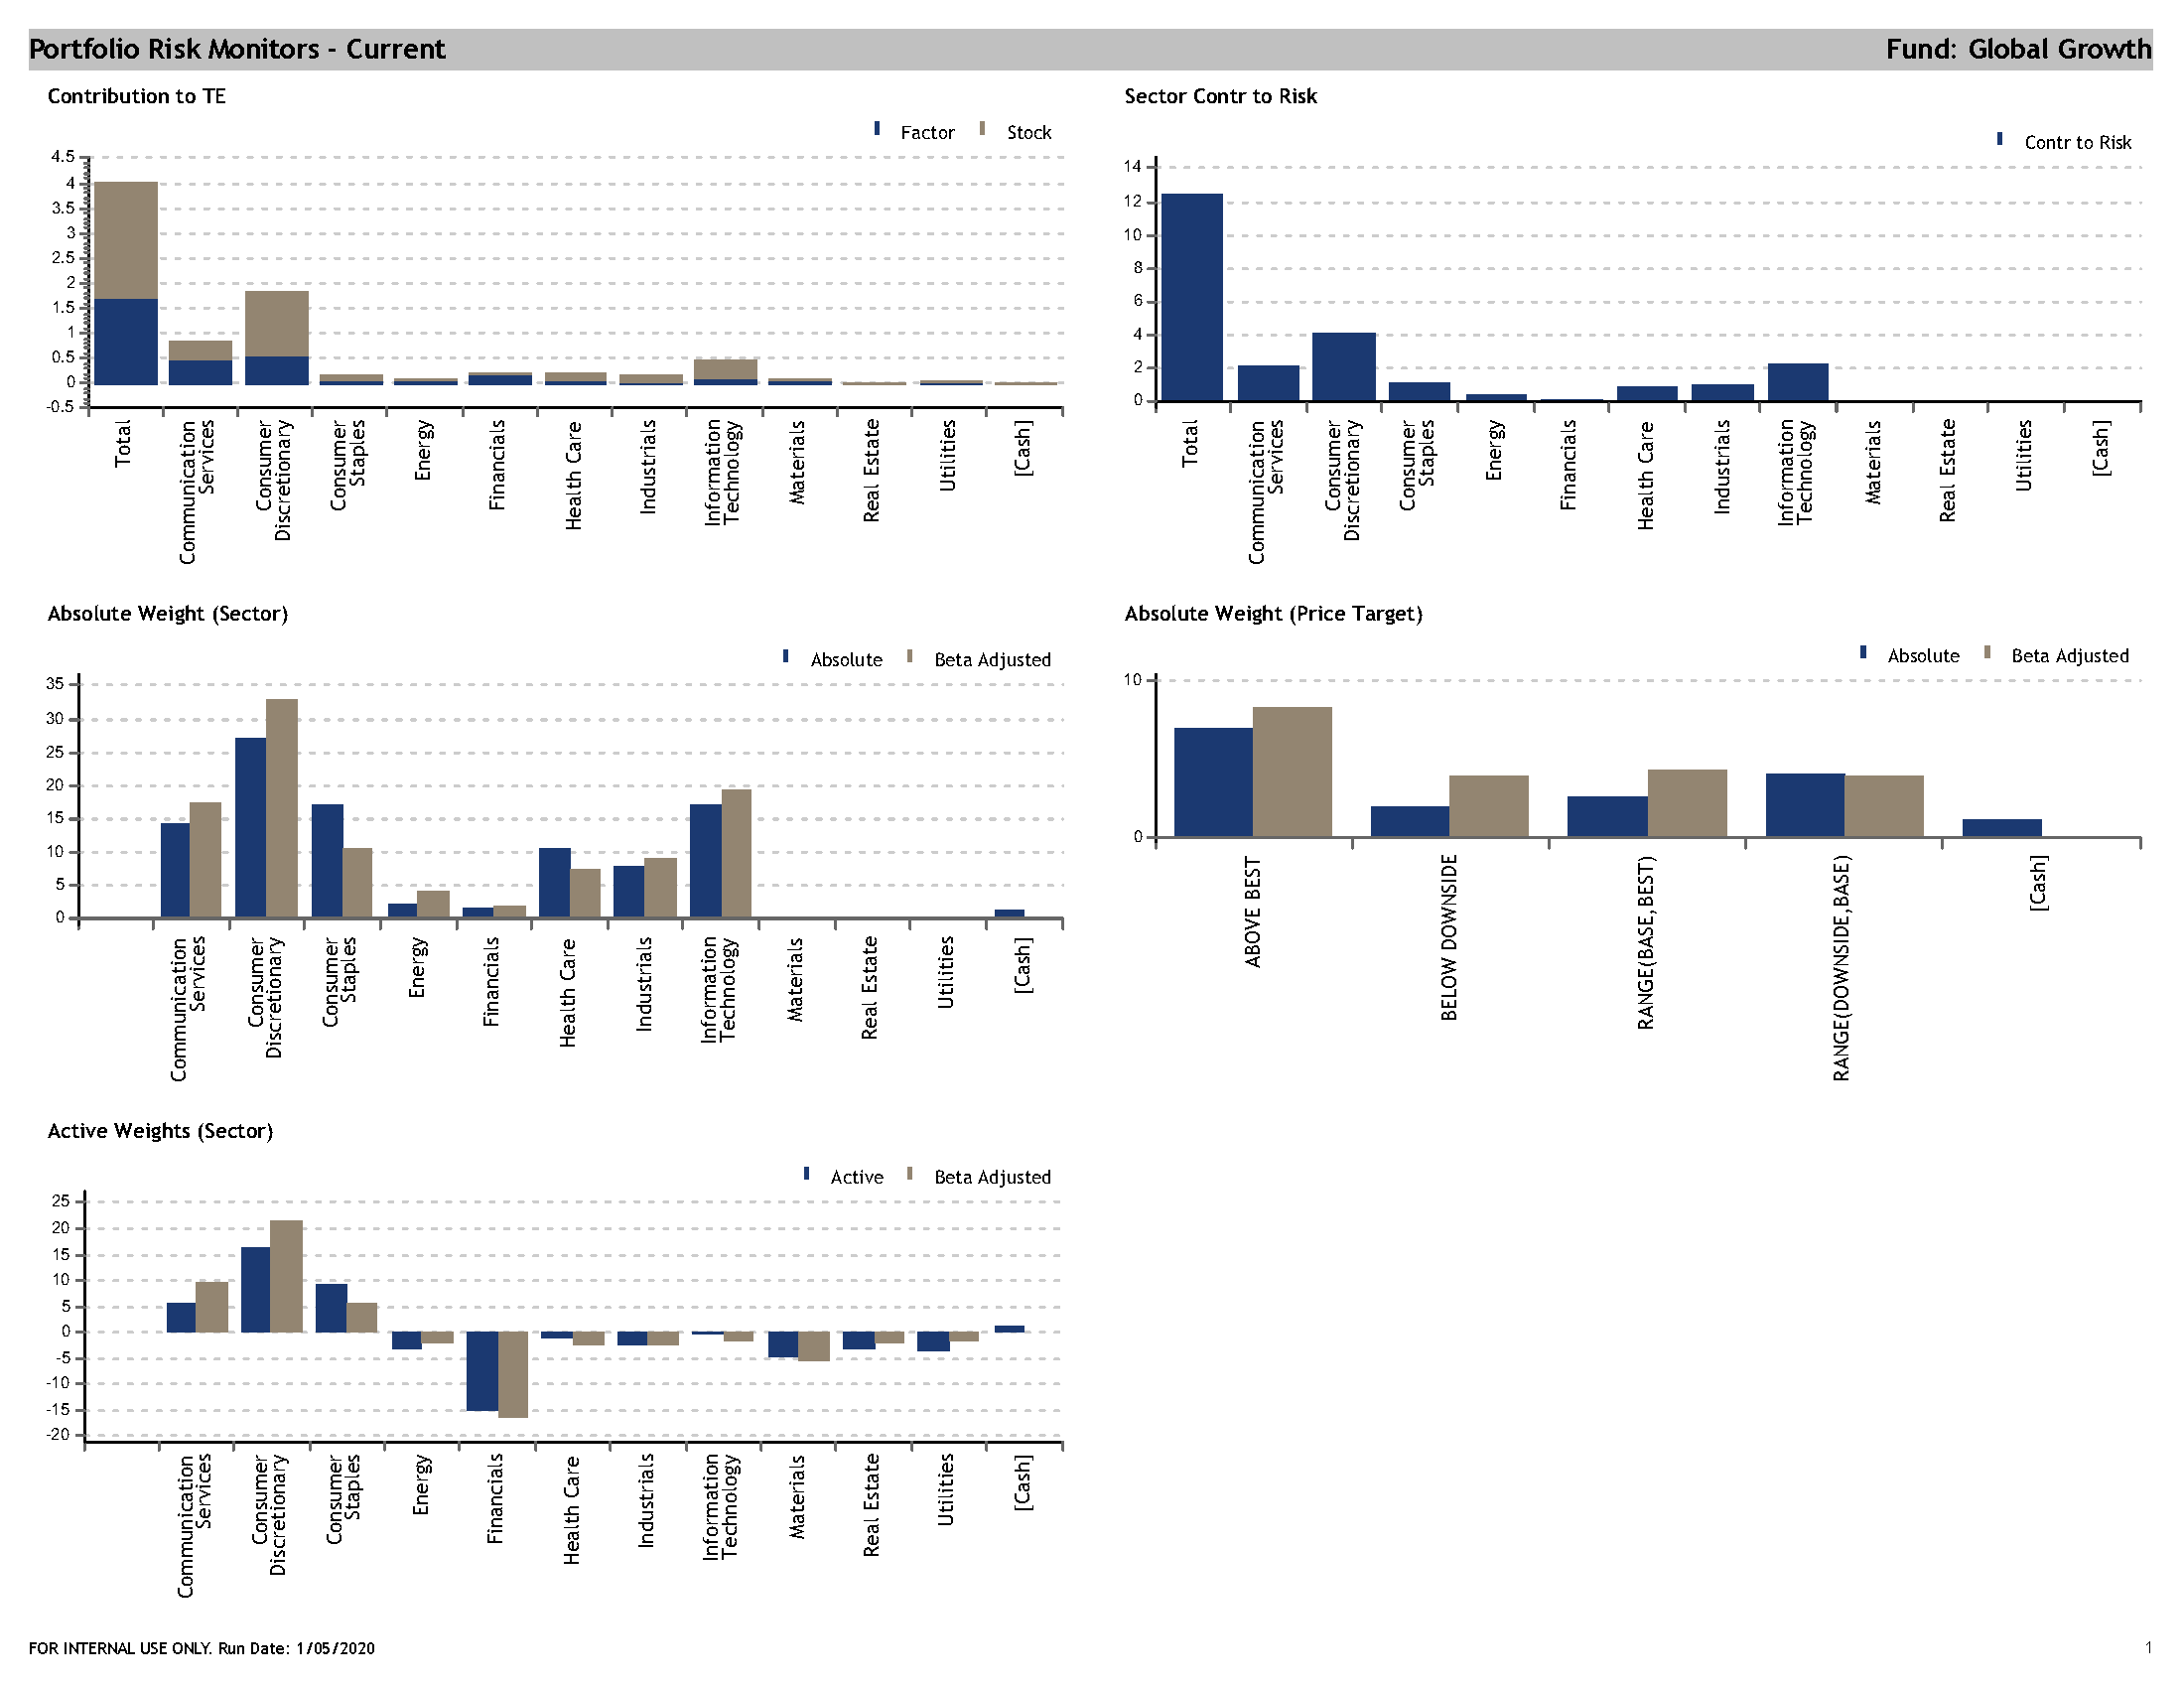 Portfolio Risk Monitors - Current
Fund: Global Growth
Contribution to TE
Factor
Stock
4.5
4
3.5
3
2.5
2
1.5
1
0.5
0
-0.5
Total
Communication
Services
Consumer
Discretionary
Consumer
Staples
Energy
Financials
Health Care
Industrials
Information
Technology
Materials
Real Estate
Utilities
[Cash]
Sector Contr to Risk
Contr to Risk
14
12
10
8
6
4
2
0
Total
Communication
Services
Consumer
Discretionary
Consumer
Staples
Energy
Financials
Health Care
Industrials
Information
Technology
Materials
Real Estate
Utilities
[Cash]
Absolute Weight (Sector)
Absolute
Beta Adjusted
35
30
25
20
15
10
5
0
Communication
Services
Consumer
Discretionary
Consumer
Staples
Energy
Financials
Health Care
Industrials
Information
Technology
Materials
Real Estate
Utilities
[Cash]
Absolute Weight (Price Target)
Absolute
Beta Adjusted
10
0
ABOVE BEST
BELOW DOWNSIDE
RANGE(BASE,BEST)
RANGE(DOWNSIDE,BASE)
[Cash]
Active Weights (Sector)
Active
Beta Adjusted
25
20
15
10
5
0
-5
-10
-15
-20
Communication
Services
Consumer
Discretionary
Consumer
Staples
Energy
Financials
Health Care
Industrials
Information
Technology
Materials
Real Estate
Utilities
[Cash]
FOR INTERNAL USE ONLY. Run Date: 1/05/2020
1